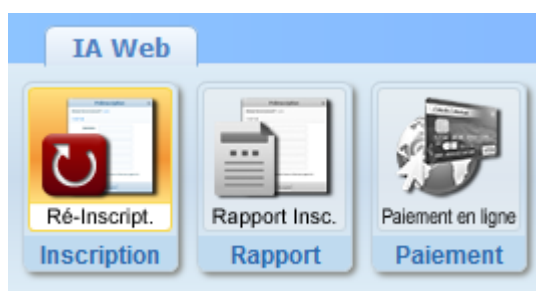 IA Web
Ré-Inscript.
Rapport Insc.
Paiement en ligne
Inscription
Rapport
Paiement